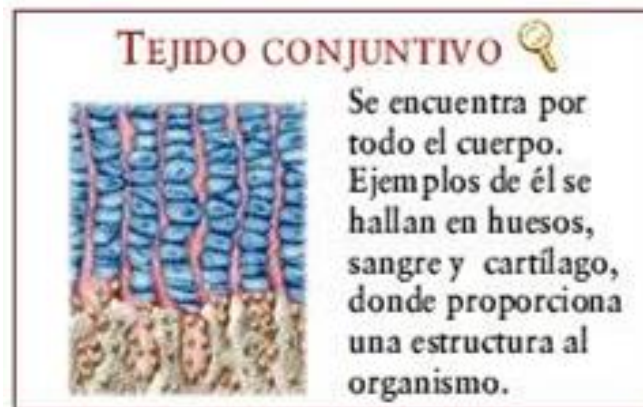 TEJIDO CONJUNTIVO
Se encuentra por
todo el cuerpo.
Ejemplos de él se
hallan en huesos,
sangre y cartílago,
donde proporciona
una estructura al
organismo.